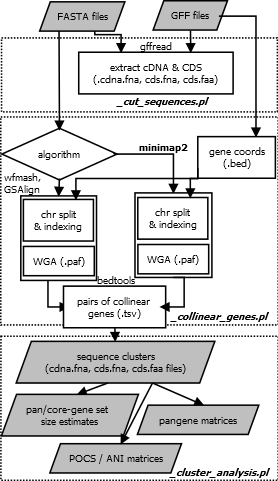 FASTA files
GFF files
gffread
extract cDNA & CDS
(.cdna.fna, cds.fna, cds.faa)
_cut_sequences.pl
algorithm
minimap2
gene coords
(.bed)
wfmash,
GSAlign
chr split
& indexing
WGA (.paf)
chr split
& indexing
WGA (.paf)
bedtools
pairs of collinear
genes (.tsv)
_collinear_genes.pl
sequence clusters
(cdna.fna, cds.fna, cds.faa files)
pan/core-gene set
size estimates
pangene matrices
POCS / ANI matrices
_cluster_analysis.pl